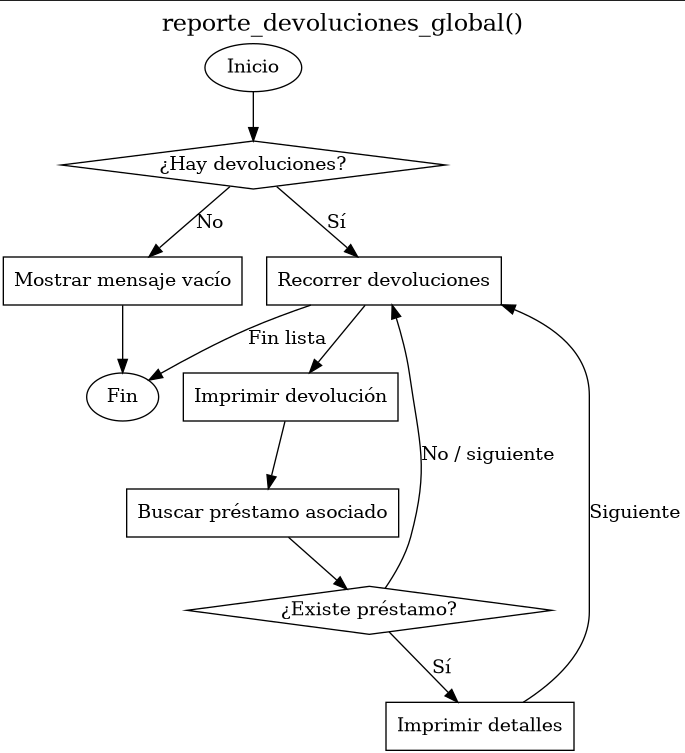 reporte_devoluciones_global()
Inicio
¿Hay devoluciones?
No
Sí
Mostrar mensaje vacío
Recorrer devoluciones
Fin lista
Fin
Imprimir devolución
No / siguiente
Buscar préstamo asociado
Siguiente
¿Existe préstamo?
Sí
Imprimir detalles